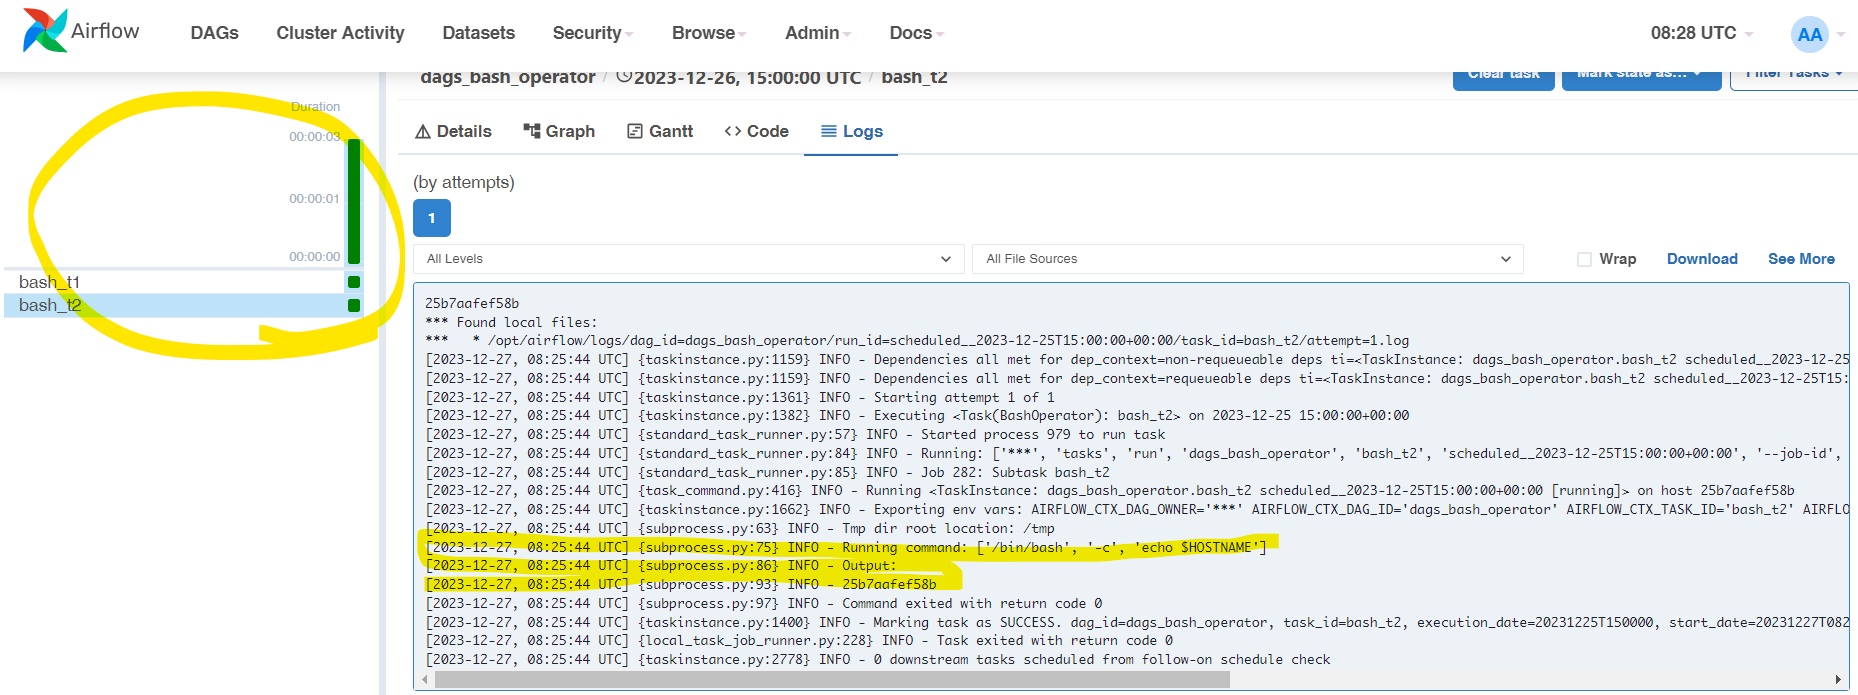 Airflow DAGs Cluster Activity Datasets Security Browse Admin Docs 08:28 UTC AA
dags_bash_operator / 2023-12-26, 15:00:00 UTC / bash_t2 Clear task Mark state as... Filter Tasks
Duration
00:00:03
00:00:01
00:00:00
bash_t1
bash_t2
Details Graph Gantt Code Logs
(by attempts)
1
All Levels All File Sources Wrap Download See More
25b7aafef58b
*** Found local files:
***   * /opt/airflow/logs/dag_id=dags_bash_operator/run_id=scheduled__2023-12-25T15:00:00+00:00/task_id=bash_t2/attempt=1.log
[2023-12-27, 08:25:44 UTC] {taskinstance.py:1159} INFO - Dependencies all met for dep_context=non-requeueable deps ti=<TaskInstance: dags_bash_operator.bash_t2 scheduled__2023-12-25
[2023-12-27, 08:25:44 UTC] {taskinstance.py:1159} INFO - Dependencies all met for dep_context=requeueable deps ti=<TaskInstance: dags_bash_operator.bash_t2 scheduled__2023-12-25T15:
[2023-12-27, 08:25:44 UTC] {taskinstance.py:1361} INFO - Starting attempt 1 of 1
[2023-12-27, 08:25:44 UTC] {taskinstance.py:1382} INFO - Executing <Task(BashOperator): bash_t2> on 2023-12-25 15:00:00+00:00
[2023-12-27, 08:25:44 UTC] {standard_task_runner.py:57} INFO - Started process 979 to run task
[2023-12-27, 08:25:44 UTC] {standard_task_runner.py:84} INFO - Running: ['***', 'tasks', 'run', 'dags_bash_operator', 'bash_t2', 'scheduled__2023-12-25T15:00:00+00:00', '--job-id',
[2023-12-27, 08:25:44 UTC] {standard_task_runner.py:85} INFO - Job 282: Subtask bash_t2
[2023-12-27, 08:25:44 UTC] {task_command.py:416} INFO - Running <TaskInstance: dags_bash_operator.bash_t2 scheduled__2023-12-25T15:00:00+00:00 [running]> on host 25b7aafef58b
[2023-12-27, 08:25:44 UTC] {taskinstance.py:1662} INFO - Exporting env vars: AIRFLOW_CTX_DAG_OWNER='***' AIRFLOW_CTX_DAG_ID='dags_bash_operator' AIRFLOW_CTX_TASK_ID='bash_t2' AIRFLO
[2023-12-27, 08:25:44 UTC] {subprocess.py:63} INFO - Tmp dir root location: /tmp
[2023-12-27, 08:25:44 UTC] {subprocess.py:75} INFO - Running command: ['/bin/bash', '-c', 'echo $HOSTNAME']
[2023-12-27, 08:25:44 UTC] {subprocess.py:86} INFO - Output:
[2023-12-27, 08:25:44 UTC] {subprocess.py:93} INFO - 25b7aafef58b
[2023-12-27, 08:25:44 UTC] {subprocess.py:97} INFO - Command exited with return code 0
[2023-12-27, 08:25:44 UTC] {taskinstance.py:1400} INFO - Marking task as SUCCESS. dag_id=dags_bash_operator, task_id=bash_t2, execution_date=20231225T150000, start_date=20231227T082
[2023-12-27, 08:25:44 UTC] {local_task_job_runner.py:228} INFO - Task exited with return code 0
[2023-12-27, 08:25:44 UTC] {taskinstance.py:2778} INFO - 0 downstream tasks scheduled from follow-on schedule check